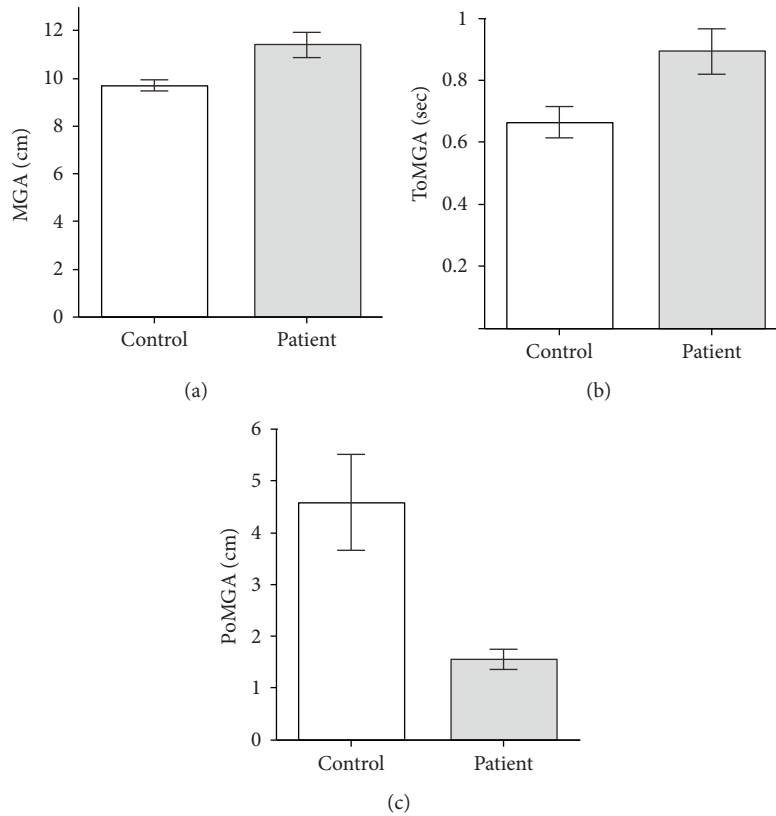 12
10
8
6
4
2
0
MGA (cm)
Control
Patient
(a)
1
0.8
0.6
0.4
0.2
ToMGA (sec)
Control
Patient
(b)
6
5
4
3
2
1
0
PoMGA (cm)
Control
Patient
(c)